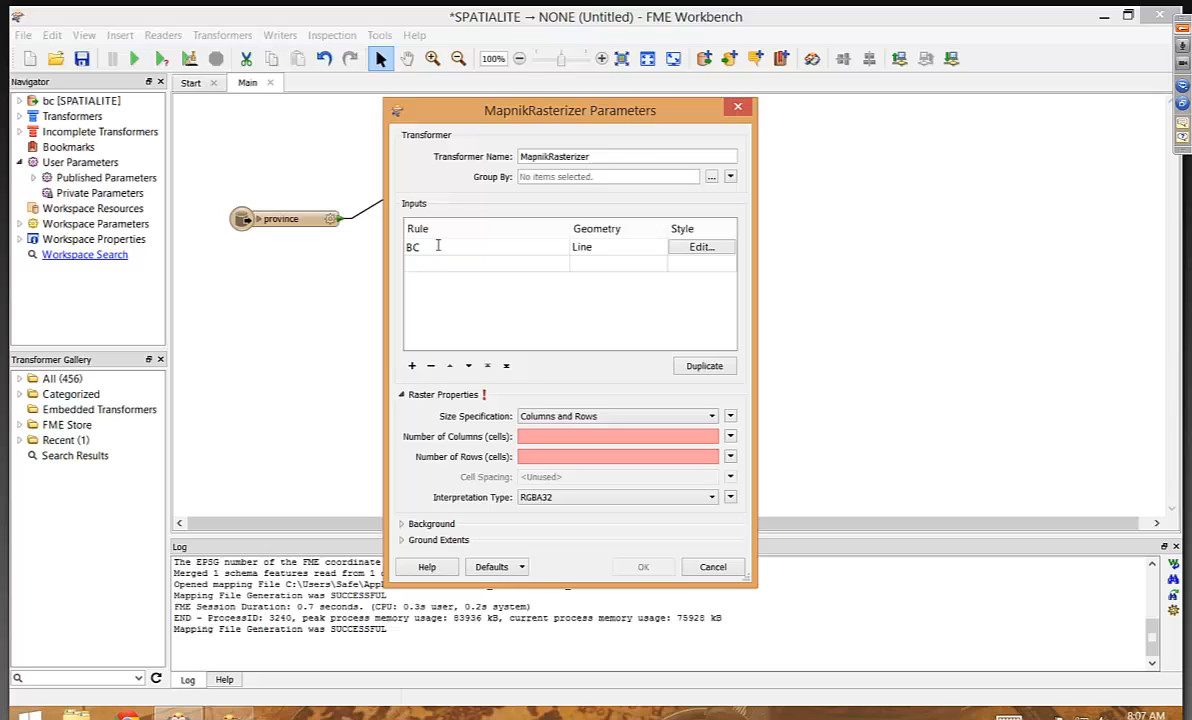 *SPATIALITE → NONE (Untitled) - FME Workbench
File Edit View Insert Readers Transformers Writers Inspection Tools Help
100%
Navigator
Start
Main
bc [SPATIALITE]
Transformers
Incomplete Transformers
Bookmarks
User Parameters
Published Parameters
Private Parameters
Workspace Resources
Workspace Parameters
Workspace Properties
Workspace Search
province
MapnikRasterizer Parameters
Transformer
Transformer Name: MapnikRasterizer
Group By: No items selected.
Inputs
Rule Geometry Style
BC Line Edit...
Duplicate
Raster Properties !
Size Specification: Columns and Rows
Number of Columns (cells):
Number of Rows (cells):
Cell Spacing: <Unused>
Interpretation Type: RGBA32
Background
Ground Extents
Help Defaults OK Cancel
Transformer Gallery
All (456)
Categorized
Embedded Transformers
FME Store
Recent (1)
Search Results
Log
The EPSG number of the FME coordinate
Merged 1 schema features read from 1
Opened mapping File C:\Users\Safe\App
Mapping File Generation was SUCCESSFUL
FME Session Duration: 0.7 seconds. (CPU: 0.3s user, 0.2s system)
END - ProcessID: 3240, peak process memory usage: 83936 kB, current process memory usage: 75928 kB
Mapping File Generation was SUCCESSFUL
Log Help
8:07 AM